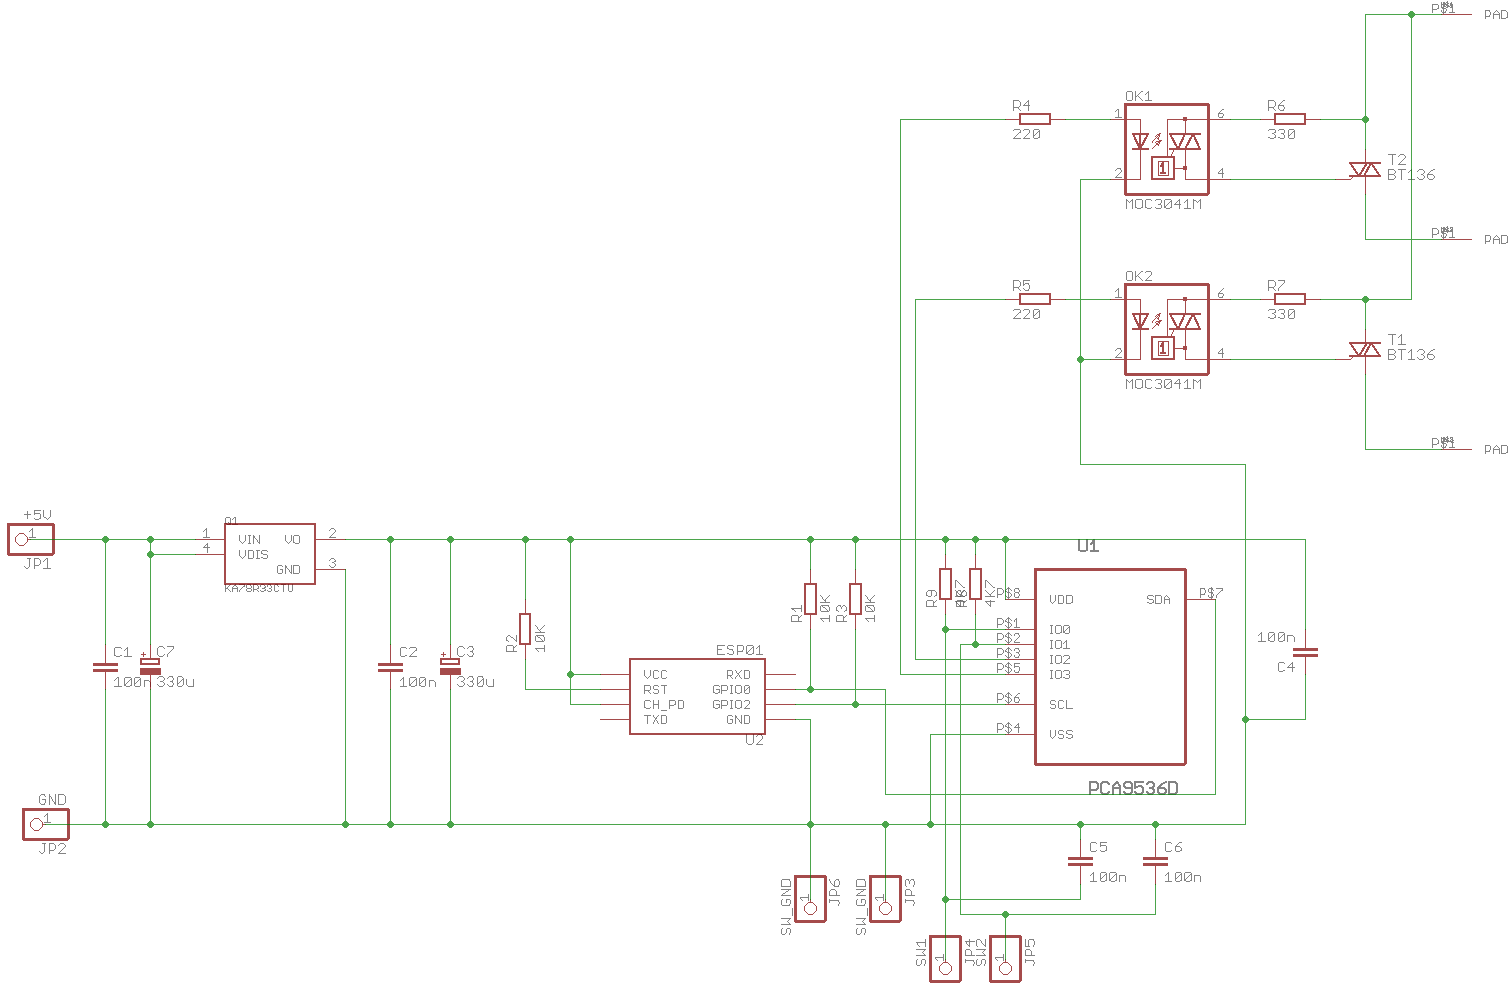 P$1 PAD
OK1
R4
220
1 6
2 4
MOC3041M
R6
330
T2
BT136
P$1 PAD
OK2
R5
220
1 6
2 4
MOC3041M
R7
330
T1
BT136
P$1 PAD
+5V
1
JP1
1 VIN VO 2
4 VDIS
GND 3
KA78R33CTU
C1
100n
+
C7
330u
C2
100n
+
C3
330u
R2
10K
ESP01
VCC RXD
RST GPIO0
CH_PD GPIO2
TXD GND
U2
R1
10K
R3
10K
R9
4K7
U1
P$8 VDD SDA P$7
P$1 IO0
P$2 IO1
P$3 IO2
P$5 IO3
P$6 SCL
P$4 VSS
PCA9536D
100n
C4
GND
1
JP2
C5
100n
C6
100n
SW_GND
1
JP6
SW_GND
1
JP3
SW1
1
JP4
SW2
1
JP5